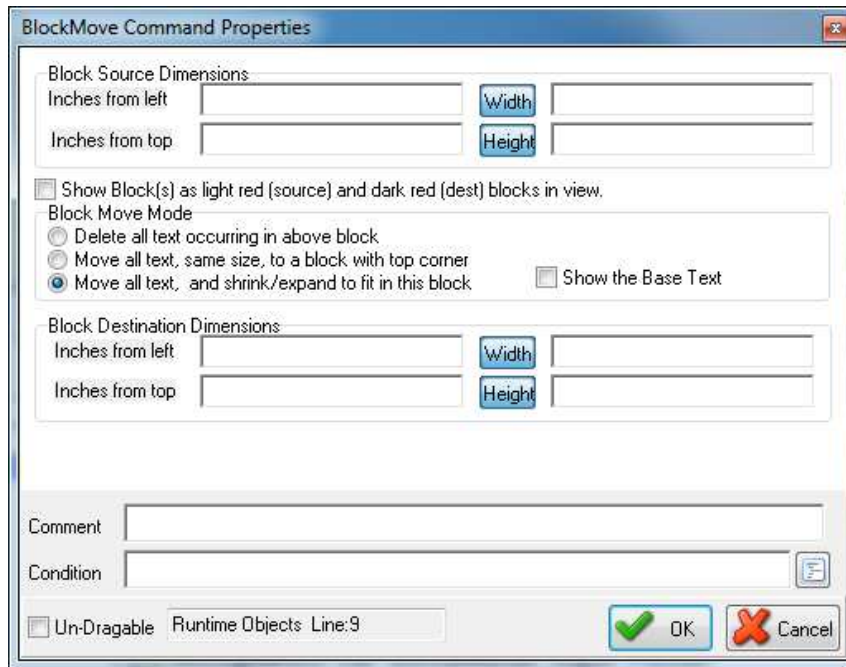 BlockMove Command Properties
Block Source Dimensions
Inches from left Width
Inches from top Height
Show Block(s) as light red (source) and dark red (dest) blocks in view.
Block Move Mode
Delete all text occurring in above block
Move all text, same size, to a block with top corner
Move all text, and shrink/expand to fit in this block Show the Base Text
Block Destination Dimensions
Inches from left Width
Inches from top Height
Comment
Condition
Un-Dragable Runtime Objects Line:9 OK Cancel